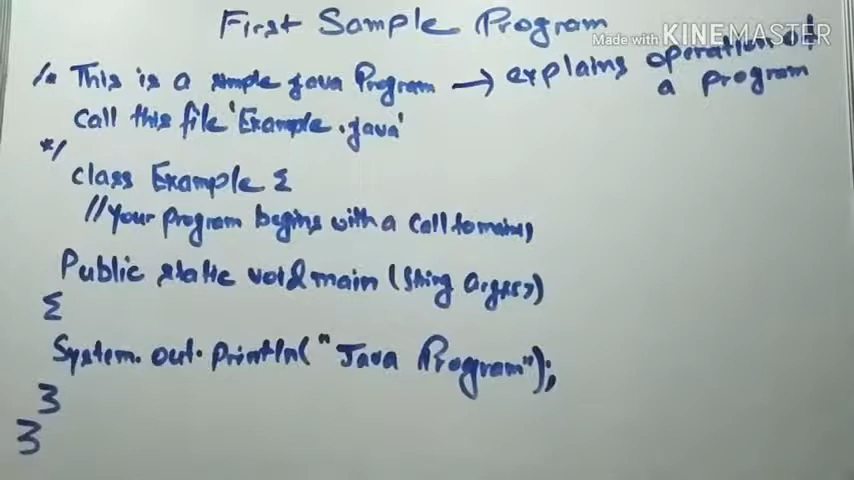 First Sample Program
Made with KINEMASTER
/* This is a simple java Program → explains operation of
a program
call this file 'Example.java'
*/
class Example {
//Your program begins with a call to main()
Public static void main (String args[])
{
System.out.println("Java Program");
}
}